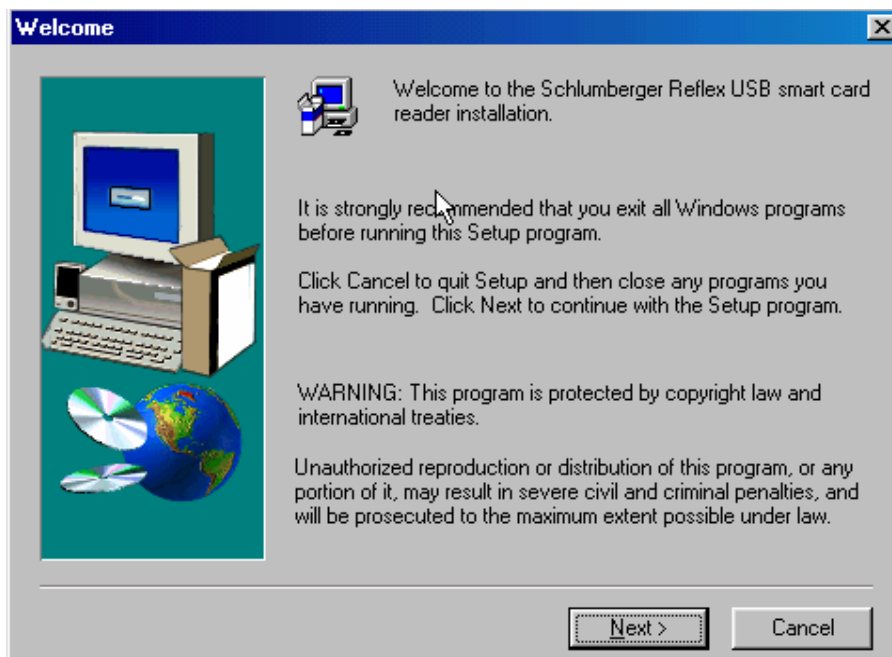 Welcome
Welcome to the Schlumberger Reflex USB smart card
reader installation.
It is strongly recommended that you exit all Windows programs
before running this Setup program.
Click Cancel to quit Setup and then close any programs you
have running.  Click Next to continue with the Setup program.
WARNING: This program is protected by copyright law and
international treaties.
Unauthorized reproduction or distribution of this program, or any
portion of it, may result in severe civil and criminal penalties, and
will be prosecuted to the maximum extent possible under law.
Next >
Cancel